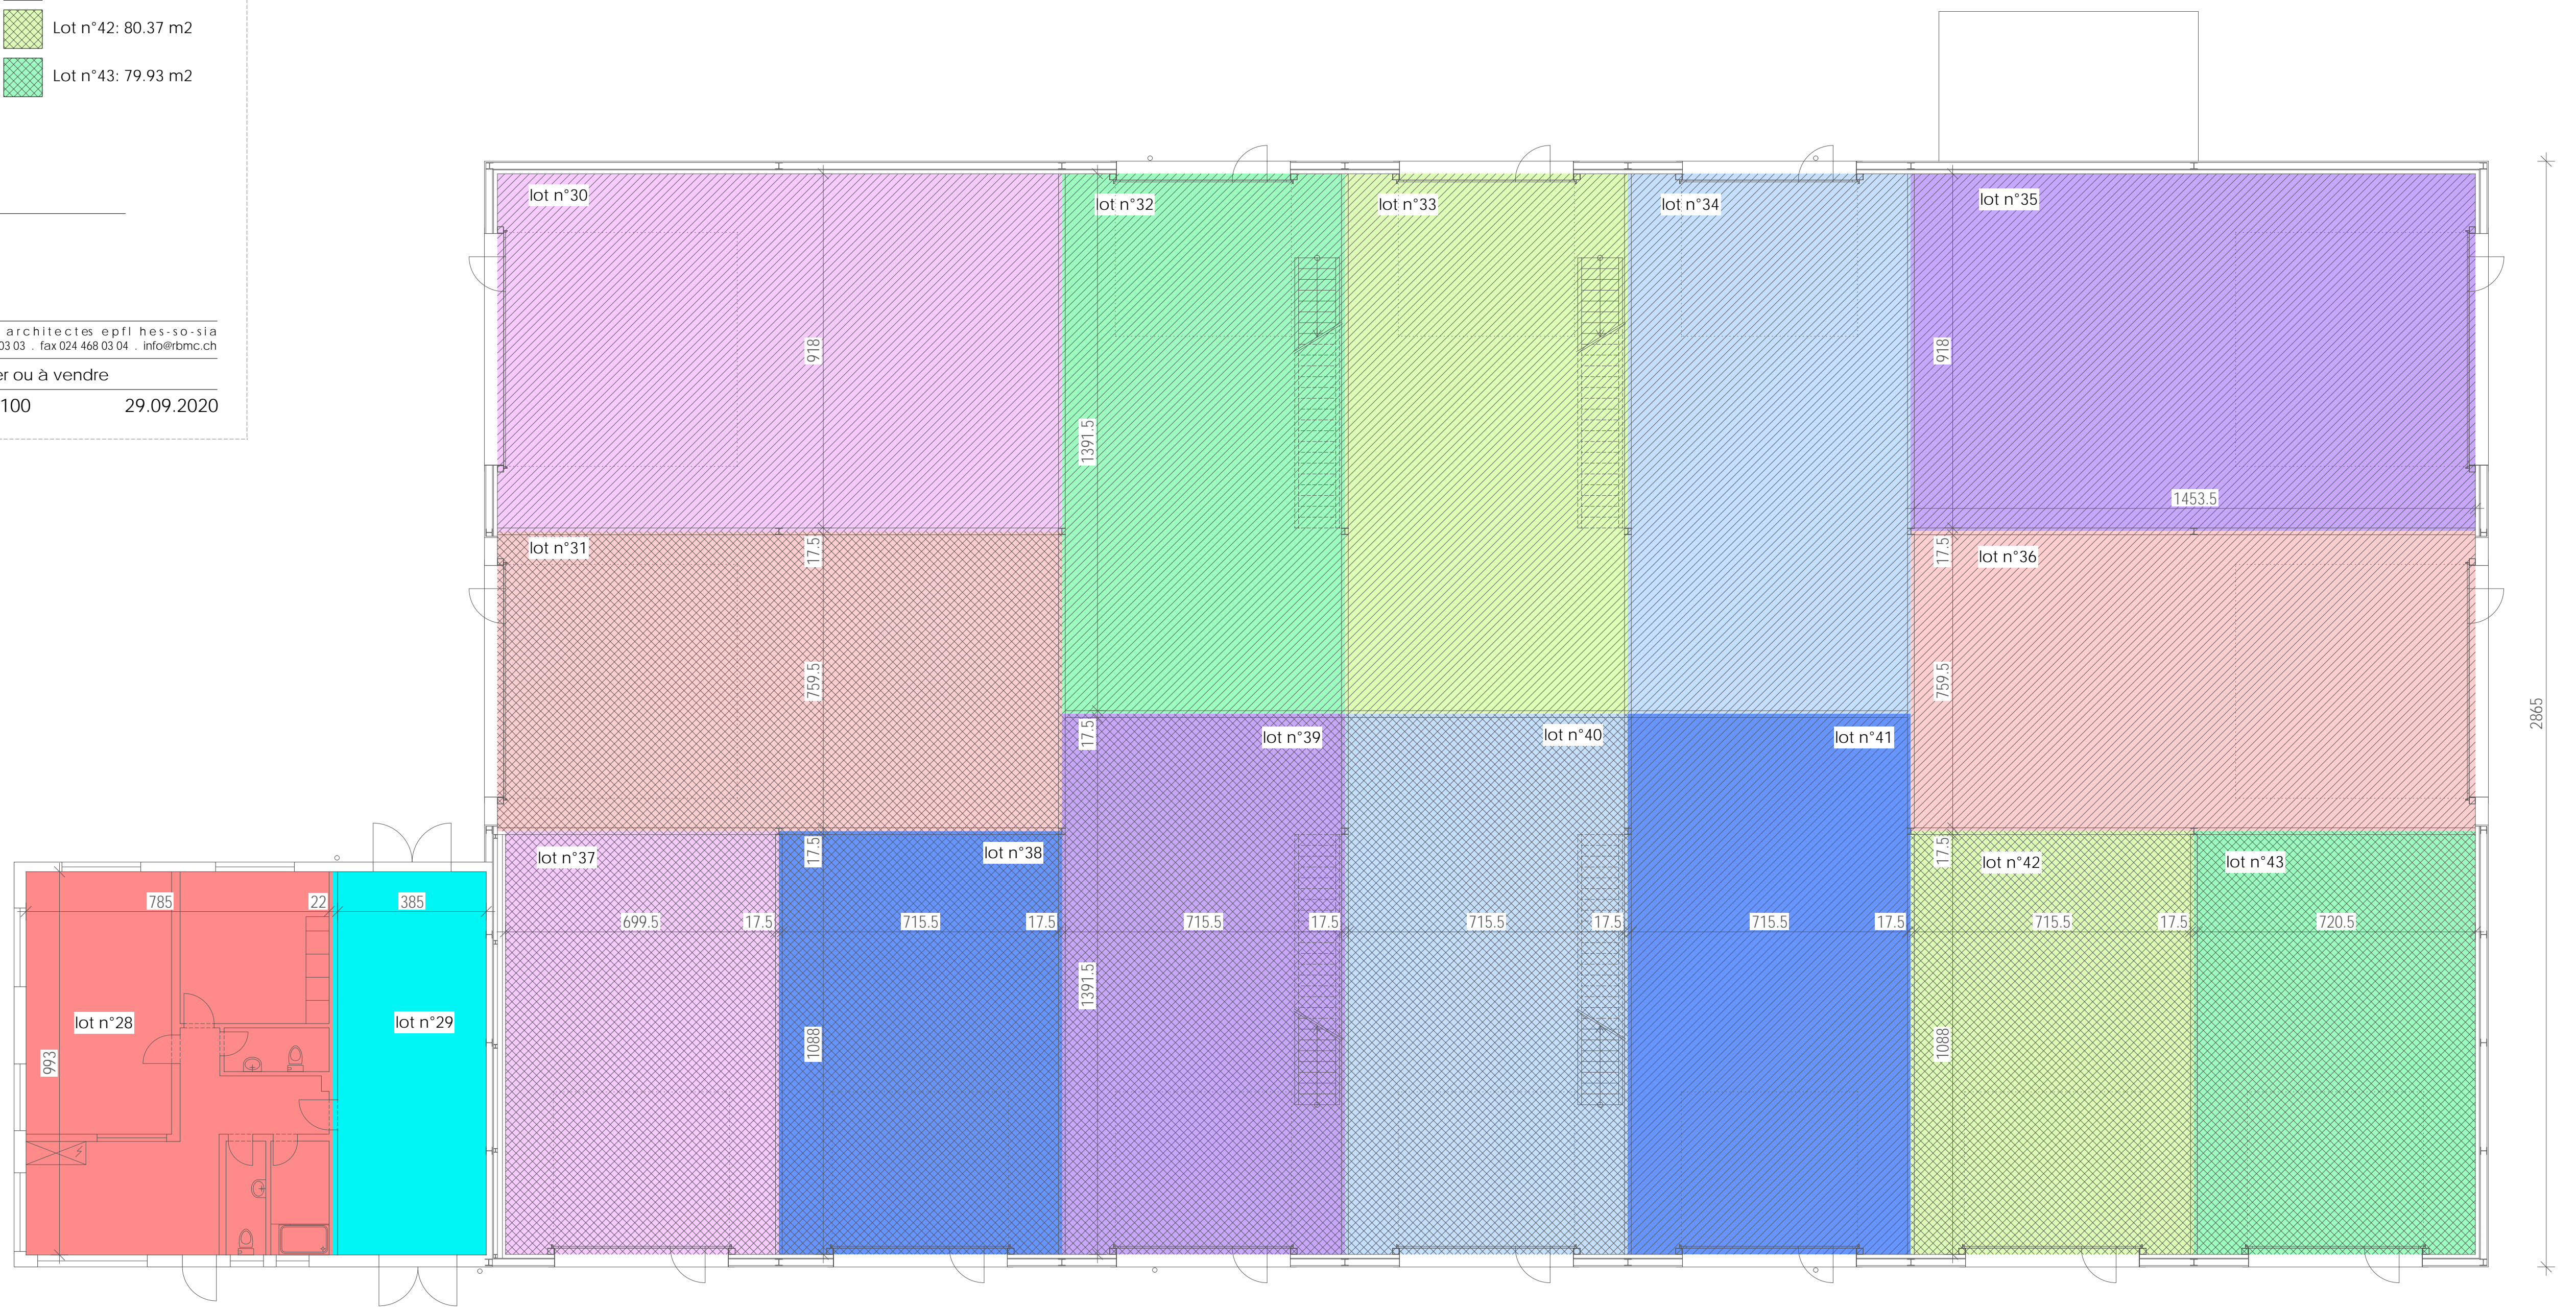 Lot n°42: 80.37 m2
Lot n°43: 79.93 m2
architectes epfl hes-so-sia
03 03 . fax 024 468 03 04 . info@rbmc.ch
er ou à vendre
100 29.09.2020
lot n°30
lot n°32
lot n°33
lot n°34
lot n°35
918
918
1391.5
1453.5
lot n°31
17.5
17.5
lot n°36
759.5
759.5
2865
17.5
lot n°39
lot n°40
lot n°41
lot n°37
17.5
lot n°38
17.5
lot n°42
lot n°43
785
22
385
699.5
17.5
715.5
17.5
715.5
17.5
715.5
17.5
715.5
17.5
715.5
17.5
720.5
1391.5
lot n°28
lot n°29
993
1088
1088